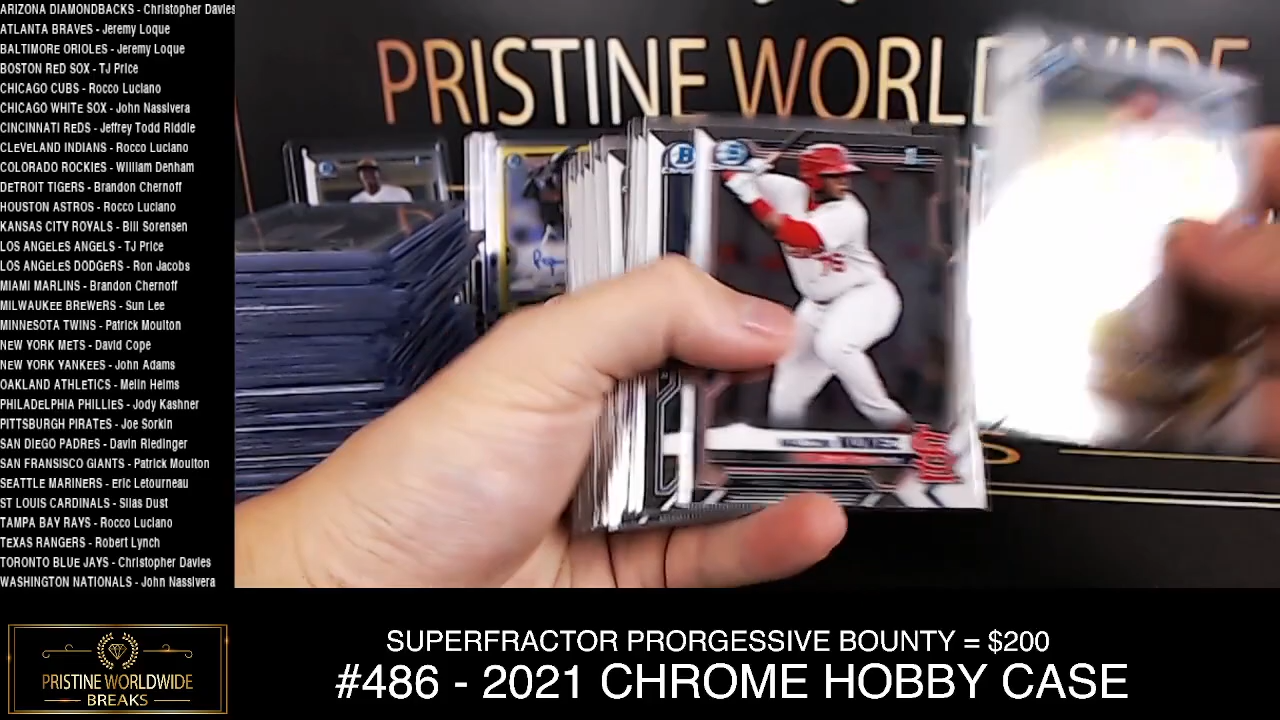 ARIZONA DIAMONDBACKS - Christopher Davies
ATLANTA BRAVES - Jeremy Loque
BALTIMORE ORIOLES - Jeremy Loque
BOSTON RED SOX - TJ Price
CHICAGO CUBS - Rocco Luciano
CHICAGO WHITE SOX - John Nassivera
CINCINNATI REDS - Jeffrey Todd Riddle
CLEVELAND INDIANS - Rocco Luciano
COLORADO ROCKIES - William Denham
DETROIT TIGERS - Brandon Chernoff
HOUSTON ASTROS - Rocco Luciano
KANSAS CITY ROYALS - Bill Sorensen
LOS ANGELES ANGELS - TJ Price
LOS ANGELES DODGERS - Ron Jacobs
MIAMI MARLINS - Brandon Chernoff
MILWAUKEE BREWERS - Sun Lee
MINNESOTA TWINS - Patrick Moulton
NEW YORK METS - David Cope
NEW YORK YANKEES - John Adams
OAKLAND ATHLETICS - Melin Helms
PHILADELPHIA PHILLIES - Jody Kashner
PITTSBURGH PIRATES - Joe Sorkin
SAN DIEGO PADRES - Davin Riedinger
SAN FRANSISCO GIANTS - Patrick Moulton
SEATTLE MARINERS - Eric Letourneau
ST LOUIS CARDINALS - Silas Dust
TAMPA BAY RAYS - Rocco Luciano
TEXAS RANGERS - Robert Lynch
TORONTO BLUE JAYS - Christopher Davies
WASHINGTON NATIONALS - John Nassivera
PRISTINE WORLDWIDE
76
PRISTINE WORLDWIDE
BREAKS
SUPERFRACTOR PRORGESSIVE BOUNTY = $200
#486 - 2021 CHROME HOBBY CASE